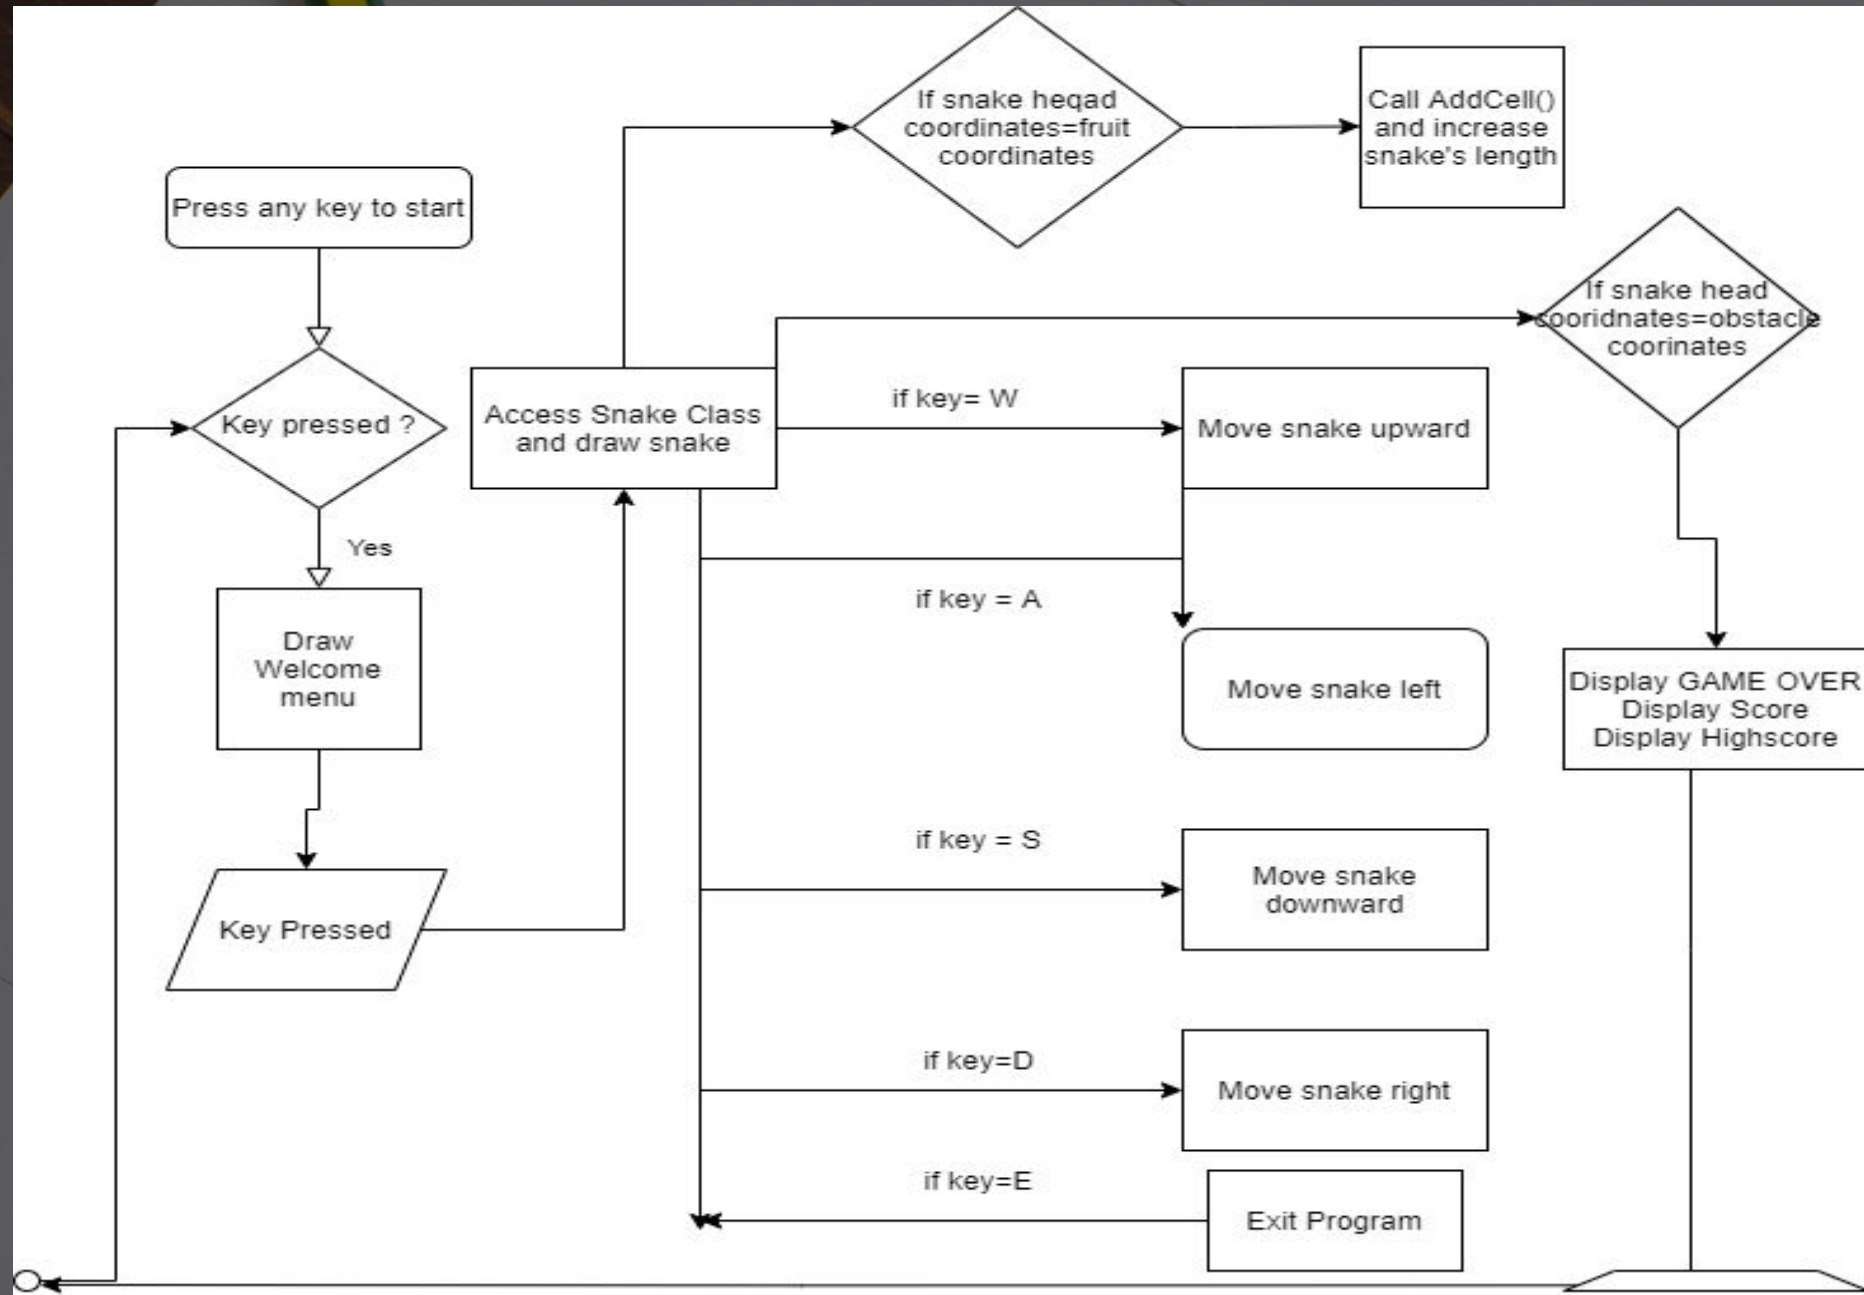 Press any key to start
Key pressed ?
Yes
Draw
Welcome
menu
Key Pressed
Access Snake Class
and draw snake
If snake heqad
coordinates=fruit
coordinates
Call AddCell()
and increase
snake's length
If snake head
cooridnates=obstacle
coorinates
if key= W
Move snake upward
if key = A
Move snake left
if key = S
Move snake
downward
if key=D
Move snake right
if key=E
Exit Program
Display GAME OVER
Display Score
Display Highscore